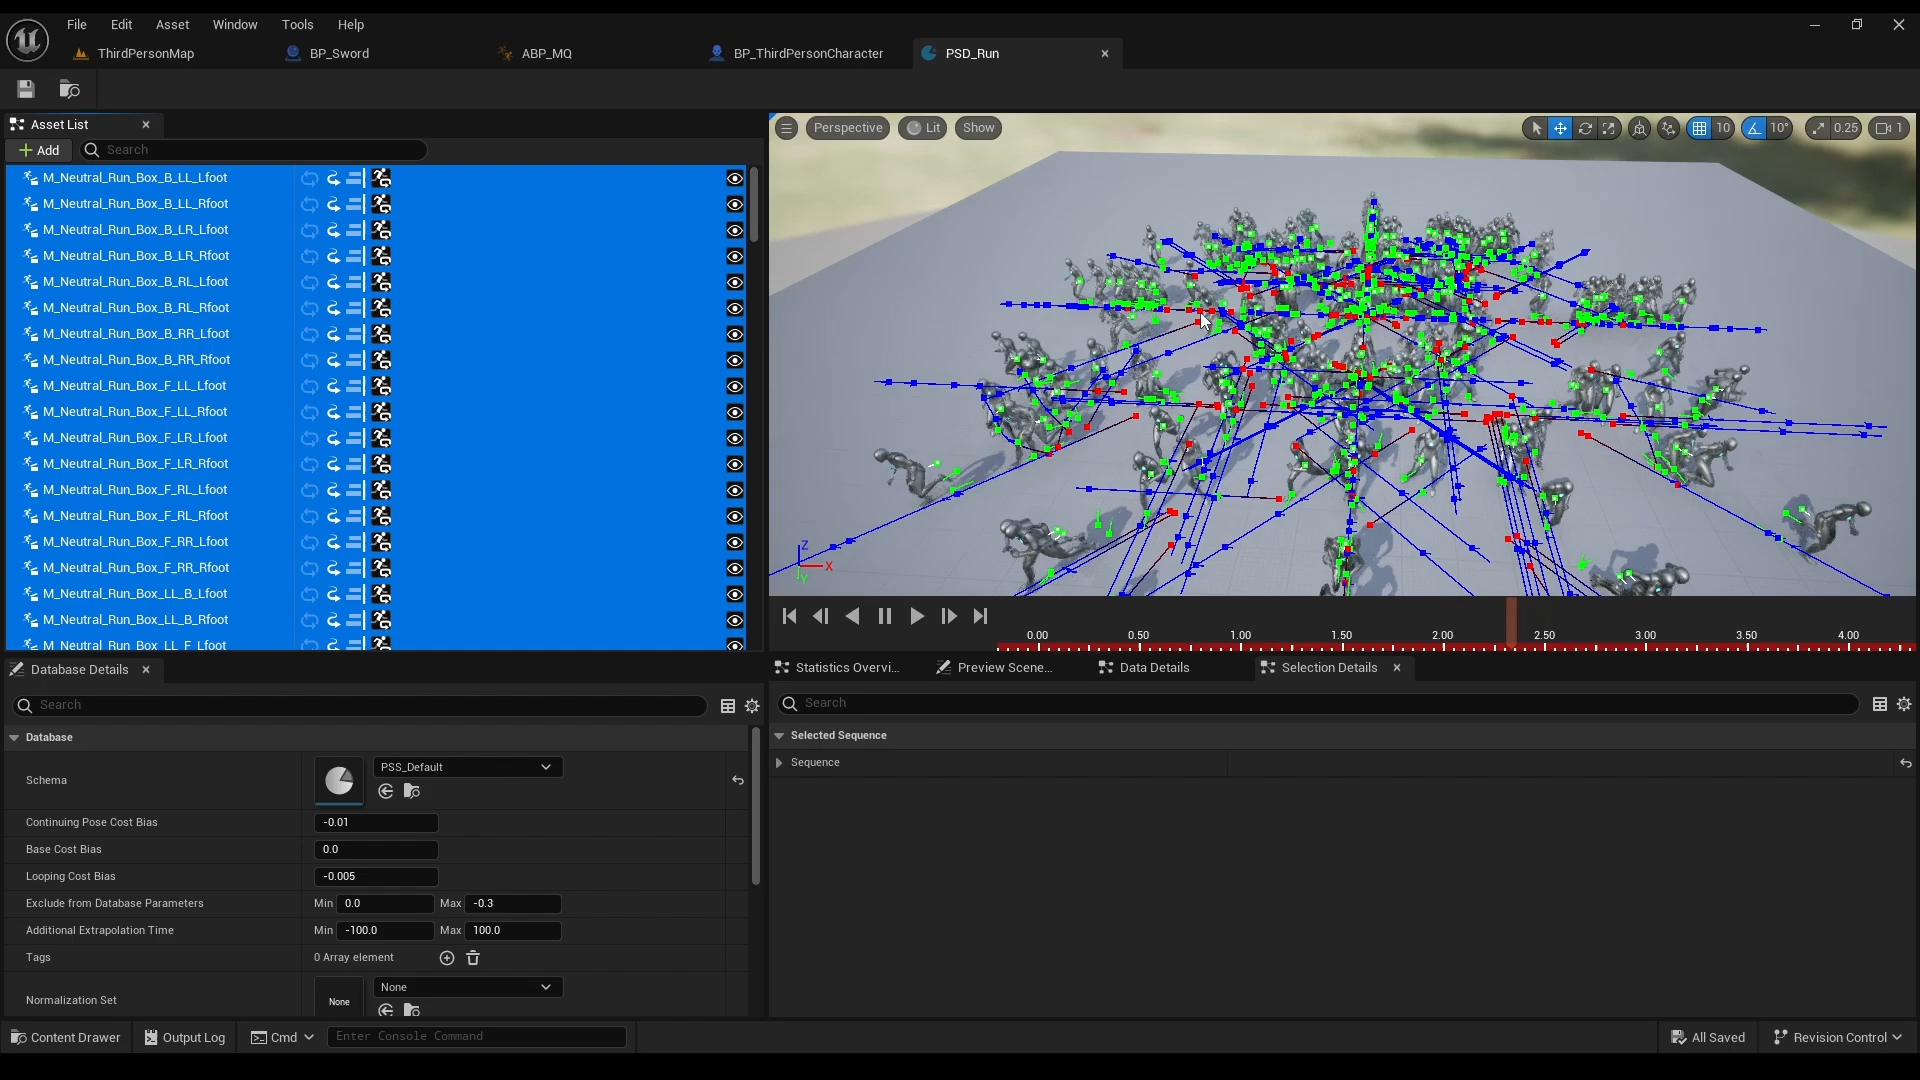 File Edit Asset Window Tools Help
ThirdPersonMap BP_Sword ABP_MQ BP_ThirdPersonCharacter PSD_Run
Asset List
Add Search
M_Neutral_Run_Box_B_LL_Lfoot
M_Neutral_Run_Box_B_LL_Rfoot
M_Neutral_Run_Box_B_LR_Lfoot
M_Neutral_Run_Box_B_LR_Rfoot
M_Neutral_Run_Box_B_RL_Lfoot
M_Neutral_Run_Box_B_RL_Rfoot
M_Neutral_Run_Box_B_RR_Lfoot
M_Neutral_Run_Box_B_RR_Rfoot
M_Neutral_Run_Box_F_LL_Lfoot
M_Neutral_Run_Box_F_LL_Rfoot
M_Neutral_Run_Box_F_LR_Lfoot
M_Neutral_Run_Box_F_LR_Rfoot
M_Neutral_Run_Box_F_RL_Lfoot
M_Neutral_Run_Box_F_RL_Rfoot
M_Neutral_Run_Box_F_RR_Lfoot
M_Neutral_Run_Box_F_RR_Rfoot
M_Neutral_Run_Box_LL_B_Lfoot
M_Neutral_Run_Box_LL_B_Rfoot
M_Neutral_Run_Box_LL_F_Lfoot
Perspective Lit Show 10 10° 0.25 1
Z
X
Y
0.00 0.50 1.00 1.50 2.00 2.50 3.00 3.50 4.00
Database Details
Search
Database
Schema PSS_Default
Continuing Pose Cost Bias -0.01
Base Cost Bias 0.0
Looping Cost Bias -0.005
Exclude from Database Parameters Min 0.0 Max -0.3
Additional Extrapolation Time Min -100.0 Max 100.0
Tags 0 Array element
Normalization Set None None
Statistics Overvi... Preview Scene... Data Details Selection Details
Search
Selected Sequence
Sequence
Content Drawer Output Log Cmd Enter Console Command All Saved Revision Control